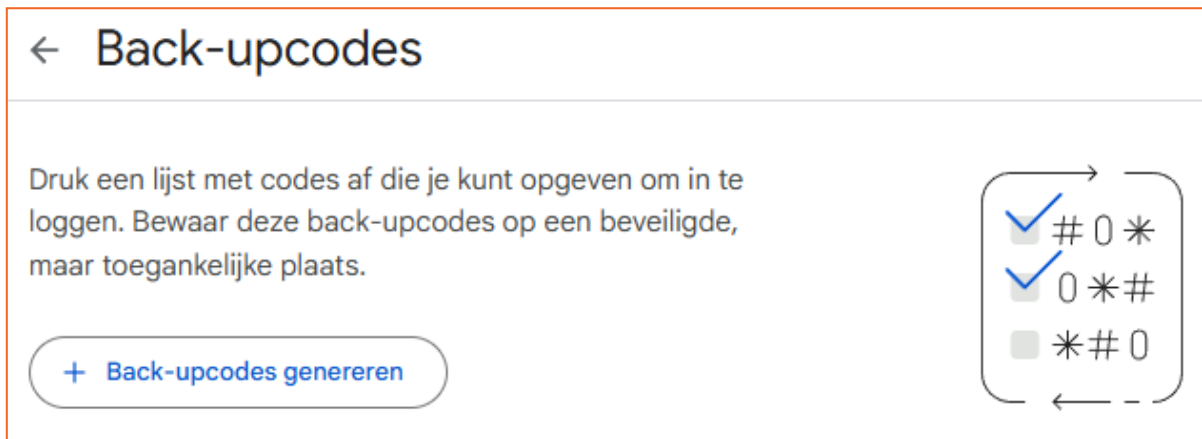 ← Back-upcodes
Druk een lijst met codes af die je kunt opgeven om in te
loggen. Bewaar deze back-upcodes op een beveiligde,
maar toegankelijke plaats.
+ Back-upcodes genereren
#0*
0*#
*#0